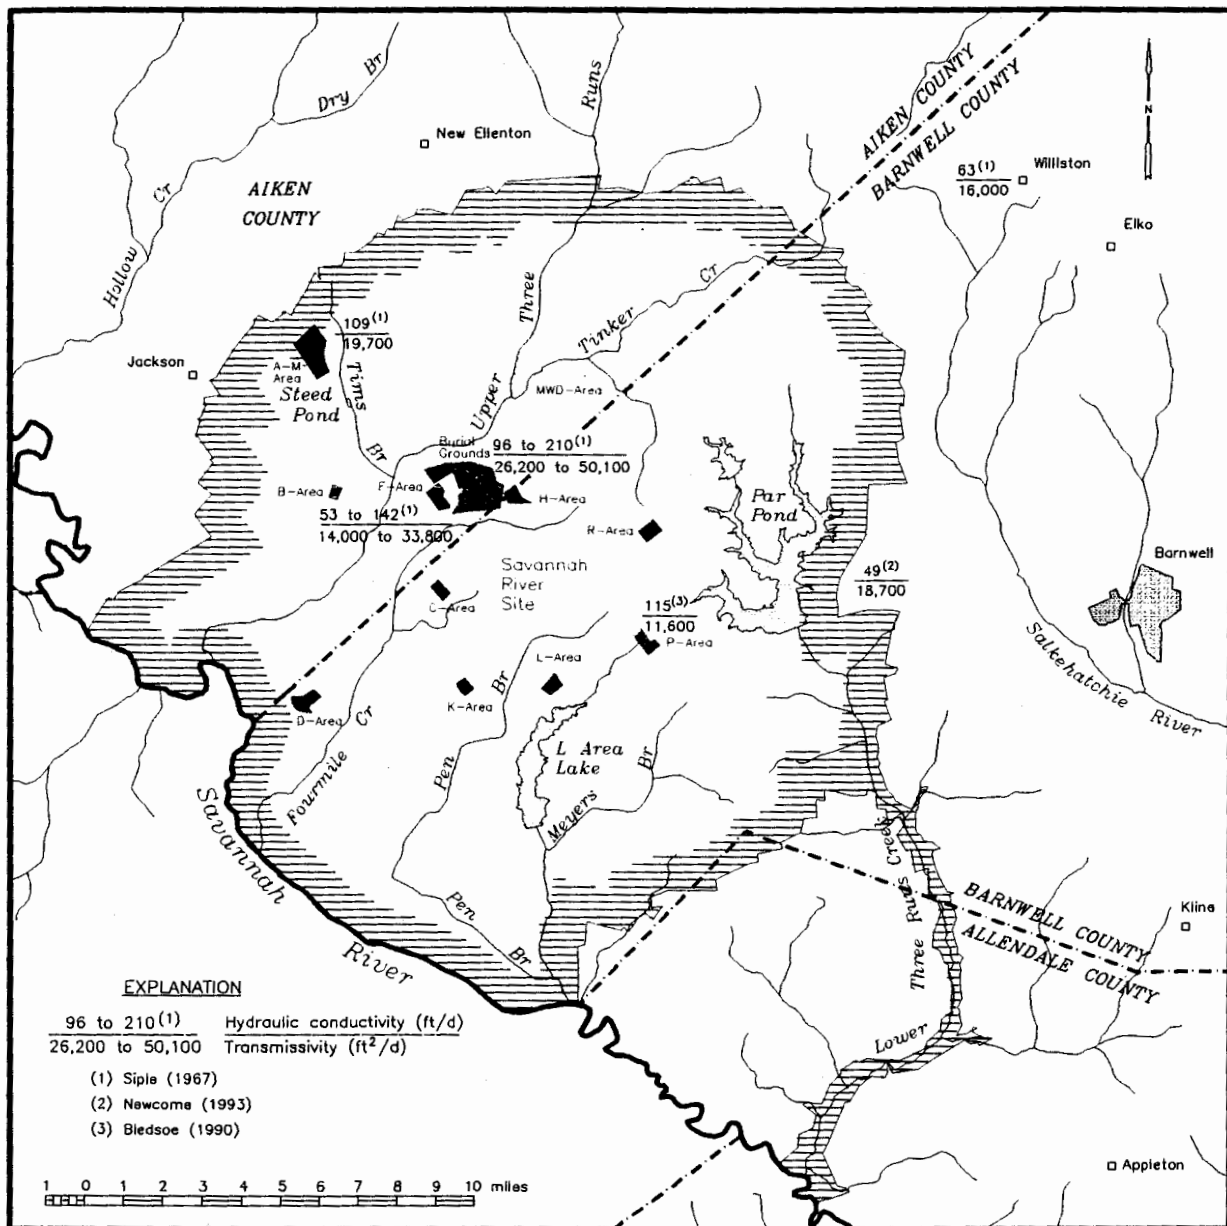 Dry Br
Runs
New Ellenton
AIKEN COUNTY
BARNWELL COUNTY
N
63(1)
16,000
Williston
AIKEN
COUNTY
Hollow Cr
Elko
Three
Tinker Cr
109(1)
19,700
Jackson
A-M-
Area
Steed
Pond
Tims
Br
Upper
MWD-Area
Burial
Grounds
96 to 210(1)
26,200 to 50,100
B-Area
F-Area
H-Area
53 to 142(1)
14,000 to 33,800
Par
Pond
R-Area
Savannah
River
Site
49(2)
18,700
Barnwell
C-Area
115(3)
11,600
P-Area
L-Area
Salkehatchie River
K-Area
D-Area
Fourmile Cr
Pen Br
L Area
Lake
Meyers Br
Savannah
River
Pen Br
Three Runs Creek
Lower
BARNWELL COUNTY
ALLENDALE COUNTY
Kline
EXPLANATION
96 to 210(1) Hydraulic conductivity (ft/d)
26,200 to 50,100 Transmissivity (ft2/d)
(1) Siple (1967)
(2) Newcome (1993)
(3) Bledsoe (1990)
Appleton
1 0 1 2 3 4 5 6 7 8 9 10 miles